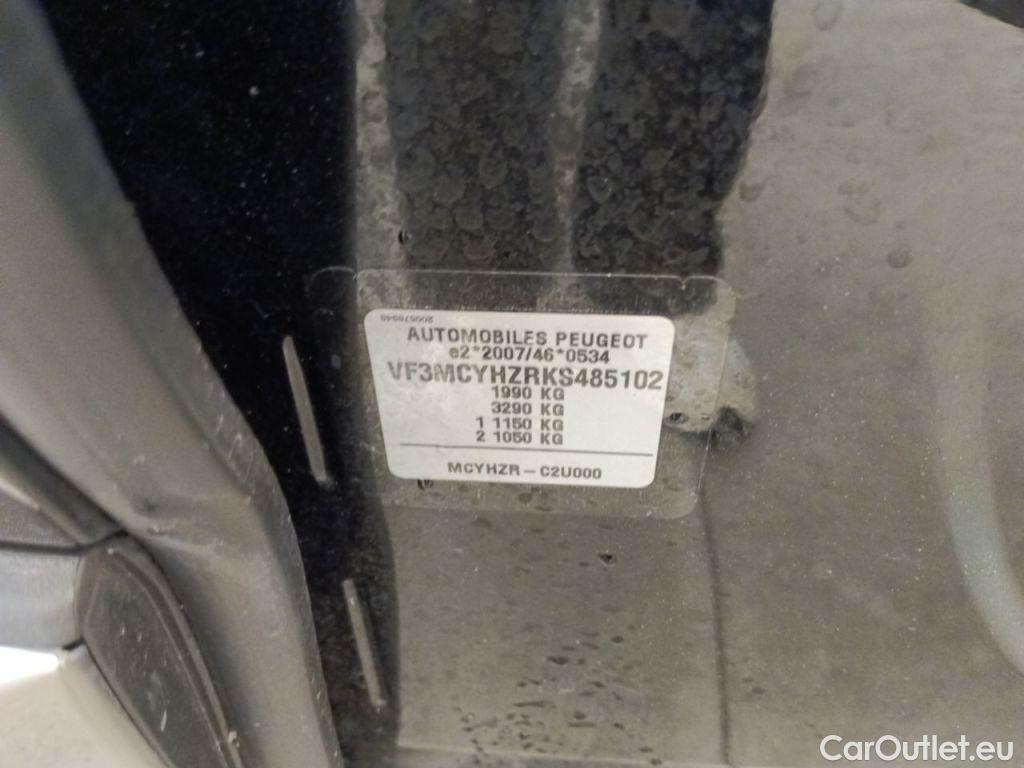 200676948
AUTOMOBILES PEUGEOT
e2*2007/46*0534
VF3MCYHZRKS485102
1990 KG
3290 KG
1 1150 KG
2 1050 KG
MCYHZR - C2U000
CarOutlet.eu